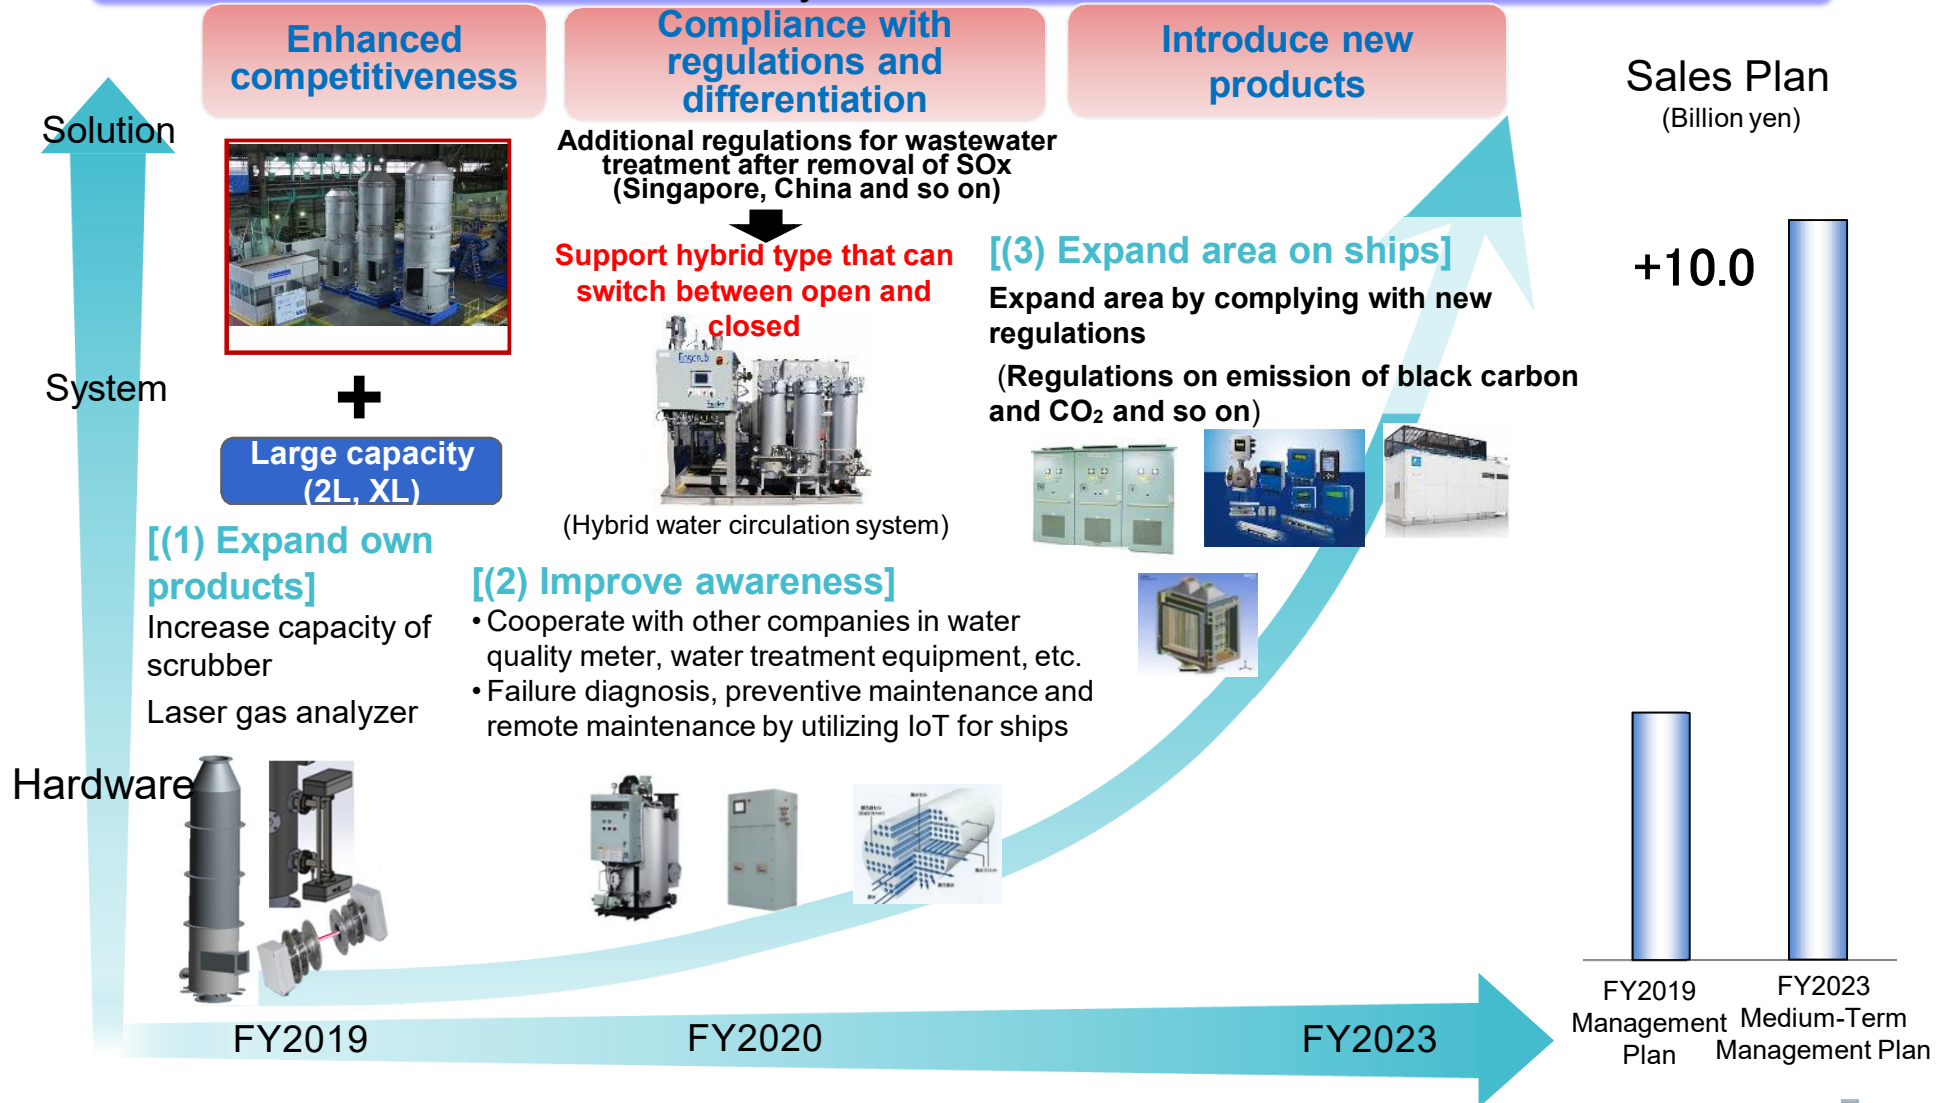 Enhanced
competitiveness
Compliance with
regulations and
differentiation
Introduce new
products
Sales Plan
(Billion yen)
Solution
System
Hardware
Additional regulations for wastewater
treatment after removal of SOx
(Singapore, China and so on)
Support hybrid type that can
switch between open and
closed
(Hybrid water circulation system)
+
Large capacity
(2L, XL)
[(1) Expand own
products]
Increase capacity of
scrubber
Laser gas analyzer
[(2) Improve awareness]
• Cooperate with other companies in water
quality meter, water treatment equipment, etc.
• Failure diagnosis, preventive maintenance and
remote maintenance by utilizing IoT for ships
[(3) Expand area on ships]
Expand area by complying with new
regulations
(Regulations on emission of black carbon
and CO₂ and so on)
+10.0
FY2019
FY2020
FY2023
FY2019
Management
Plan
FY2023
Medium-Term
Management Plan